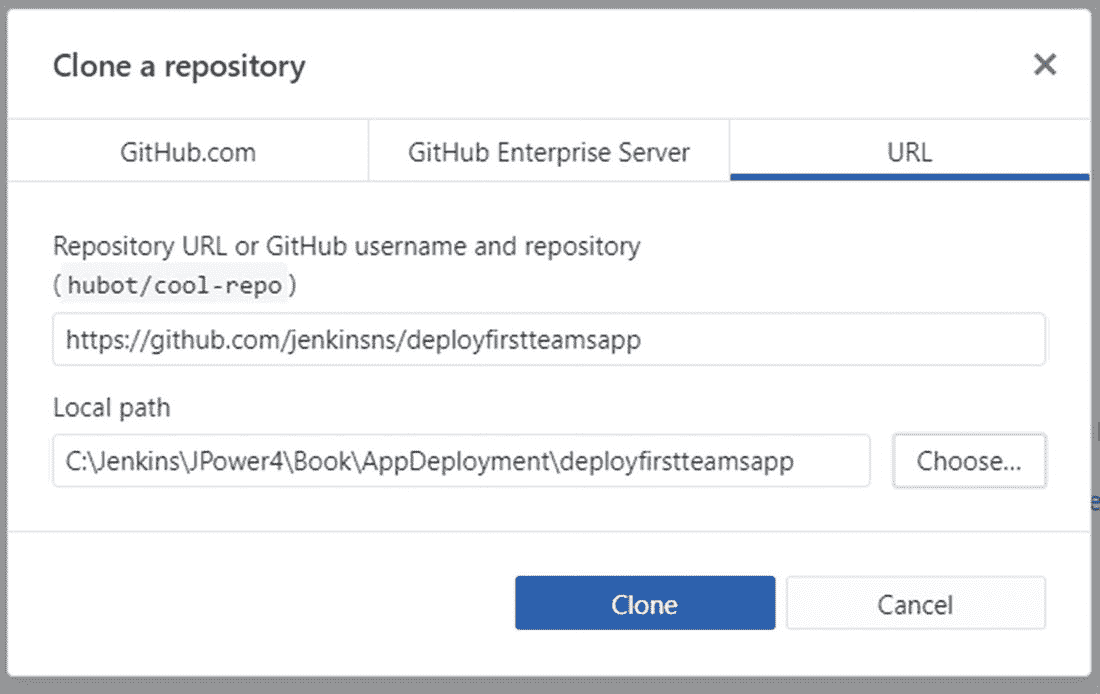 Clone a repository
GitHub.com
GitHub Enterprise Server
URL
Repository URL or GitHub username and repository
(hubot/cool-repo)
https://github.com/jenkinsns/deployfirstteamsapp
Local path
C:\Jenkins\JPower4\Book\AppDeployment\deployfirstteamsapp
Choose...
Clone
Cancel